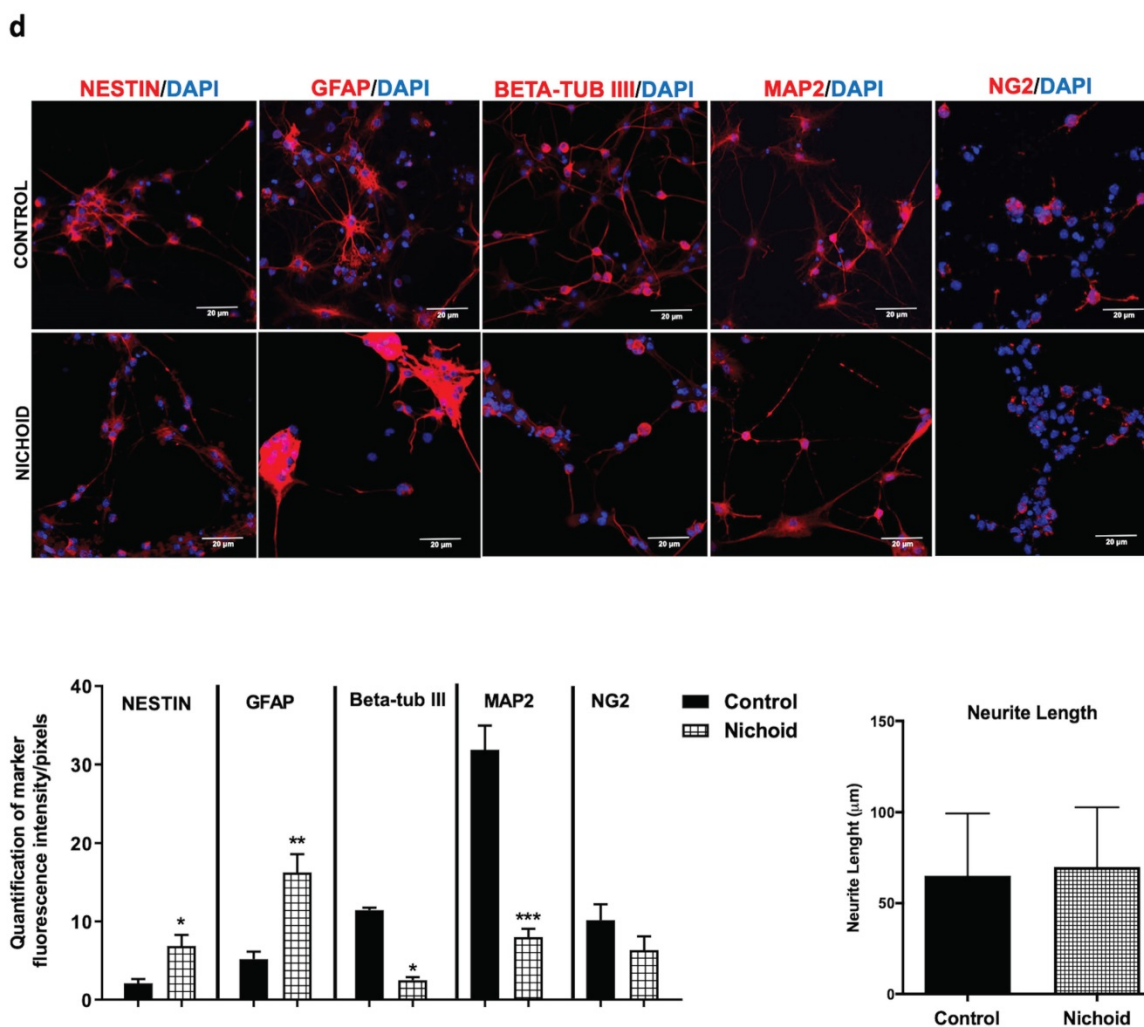 d
NESTIN/DAPI
GFAP/DAPI
BETA-TUB IIII/DAPI
MAP2/DAPI
NG2/DAPI
CONTROL
20 µm
20 µm
20 µm
20 µm
20 µm
NICHOID
20 µm
20 µm
20 µm
20 µm
20 µm
Quantification of marker
fluorescence intensity/pixels
40
30
20
10
0
NESTIN
GFAP
Beta-tub III
MAP2
NG2
*
**
*
***
Control
Nichoid
Neurite Length
Neurite Lenght (µm)
150
100
50
0
Control
Nichoid